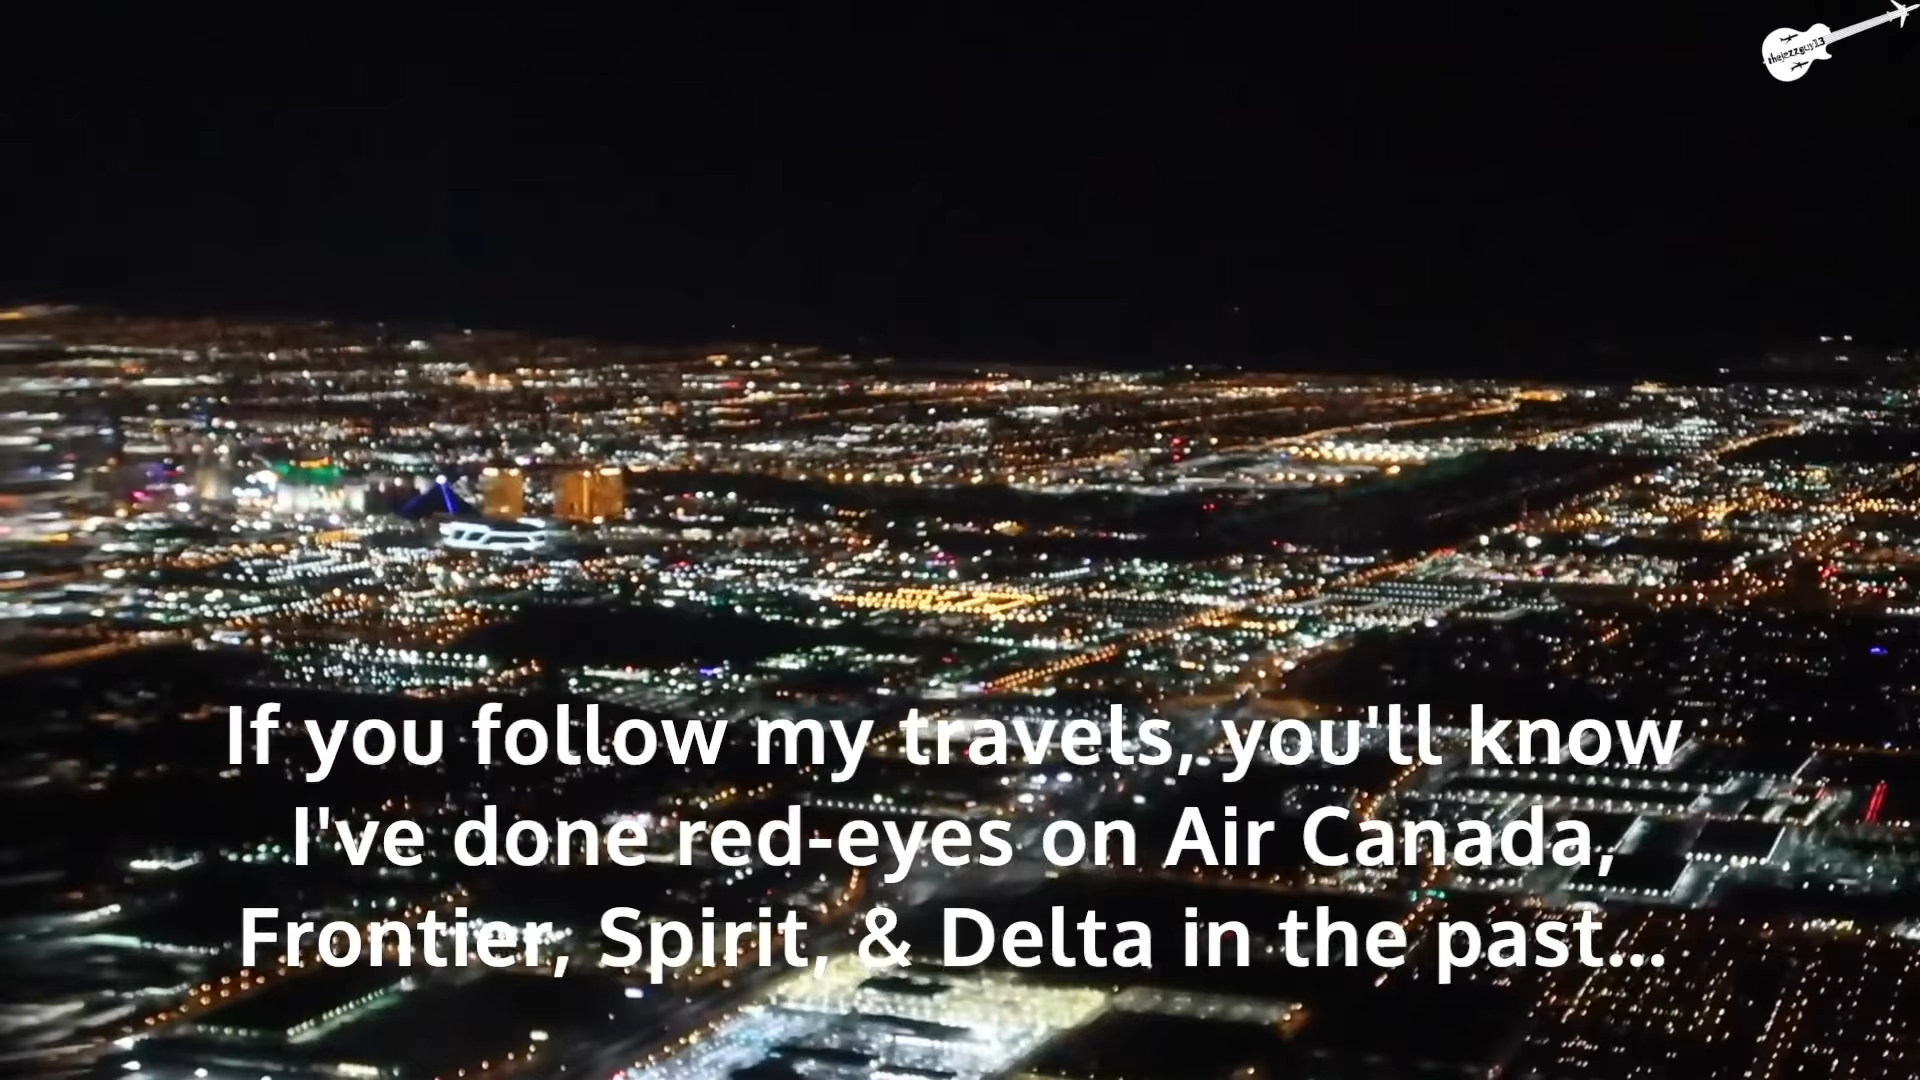 thejazzguy13
If you follow my travels, you'll know
I've done red-eyes on Air Canada,
Frontier, Spirit, & Delta in the past...